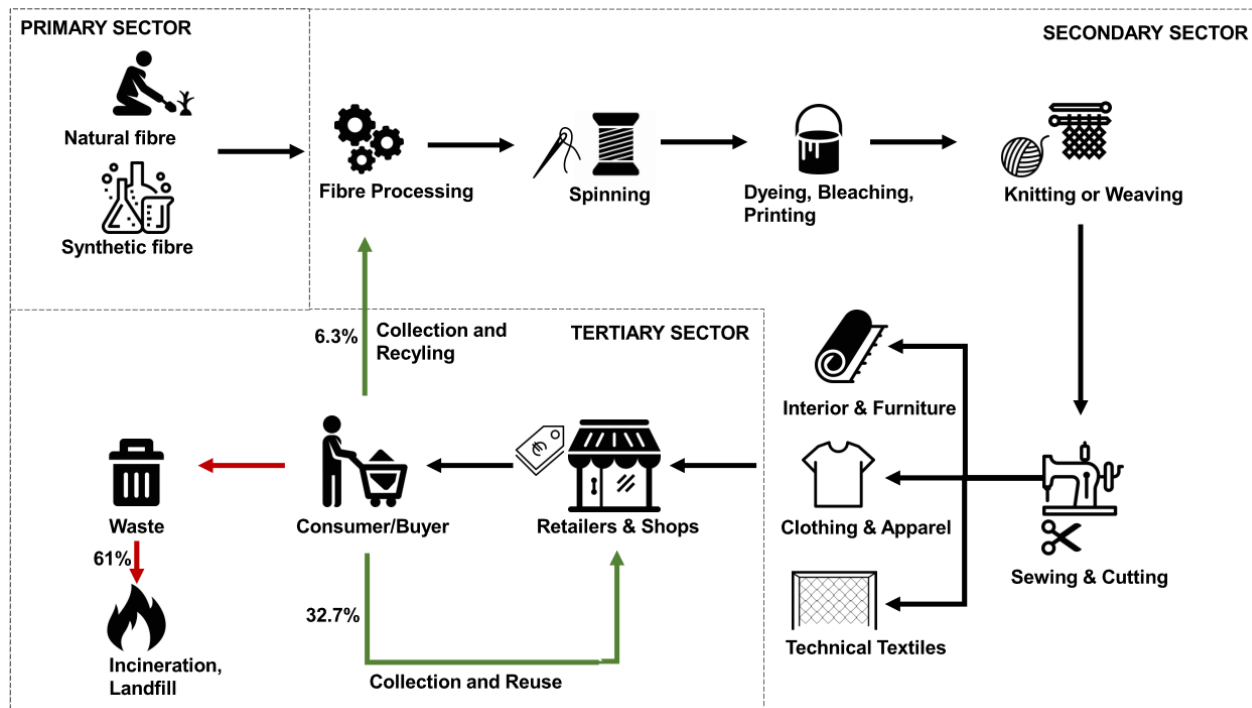 PRIMARY SECTOR
SECONDARY SECTOR
Natural fibre
Synthetic fibre
Fibre Processing
Spinning
Dyeing, Bleaching,
Printing
Knitting or Weaving
6.3%
Collection and
Recyling
TERTIARY SECTOR
Interior & Furniture
Clothing & Apparel
Technical Textiles
Sewing & Cutting
Retailers & Shops
Consumer/Buyer
Waste
61%
Incineration,
Landfill
32.7%
Collection and Reuse